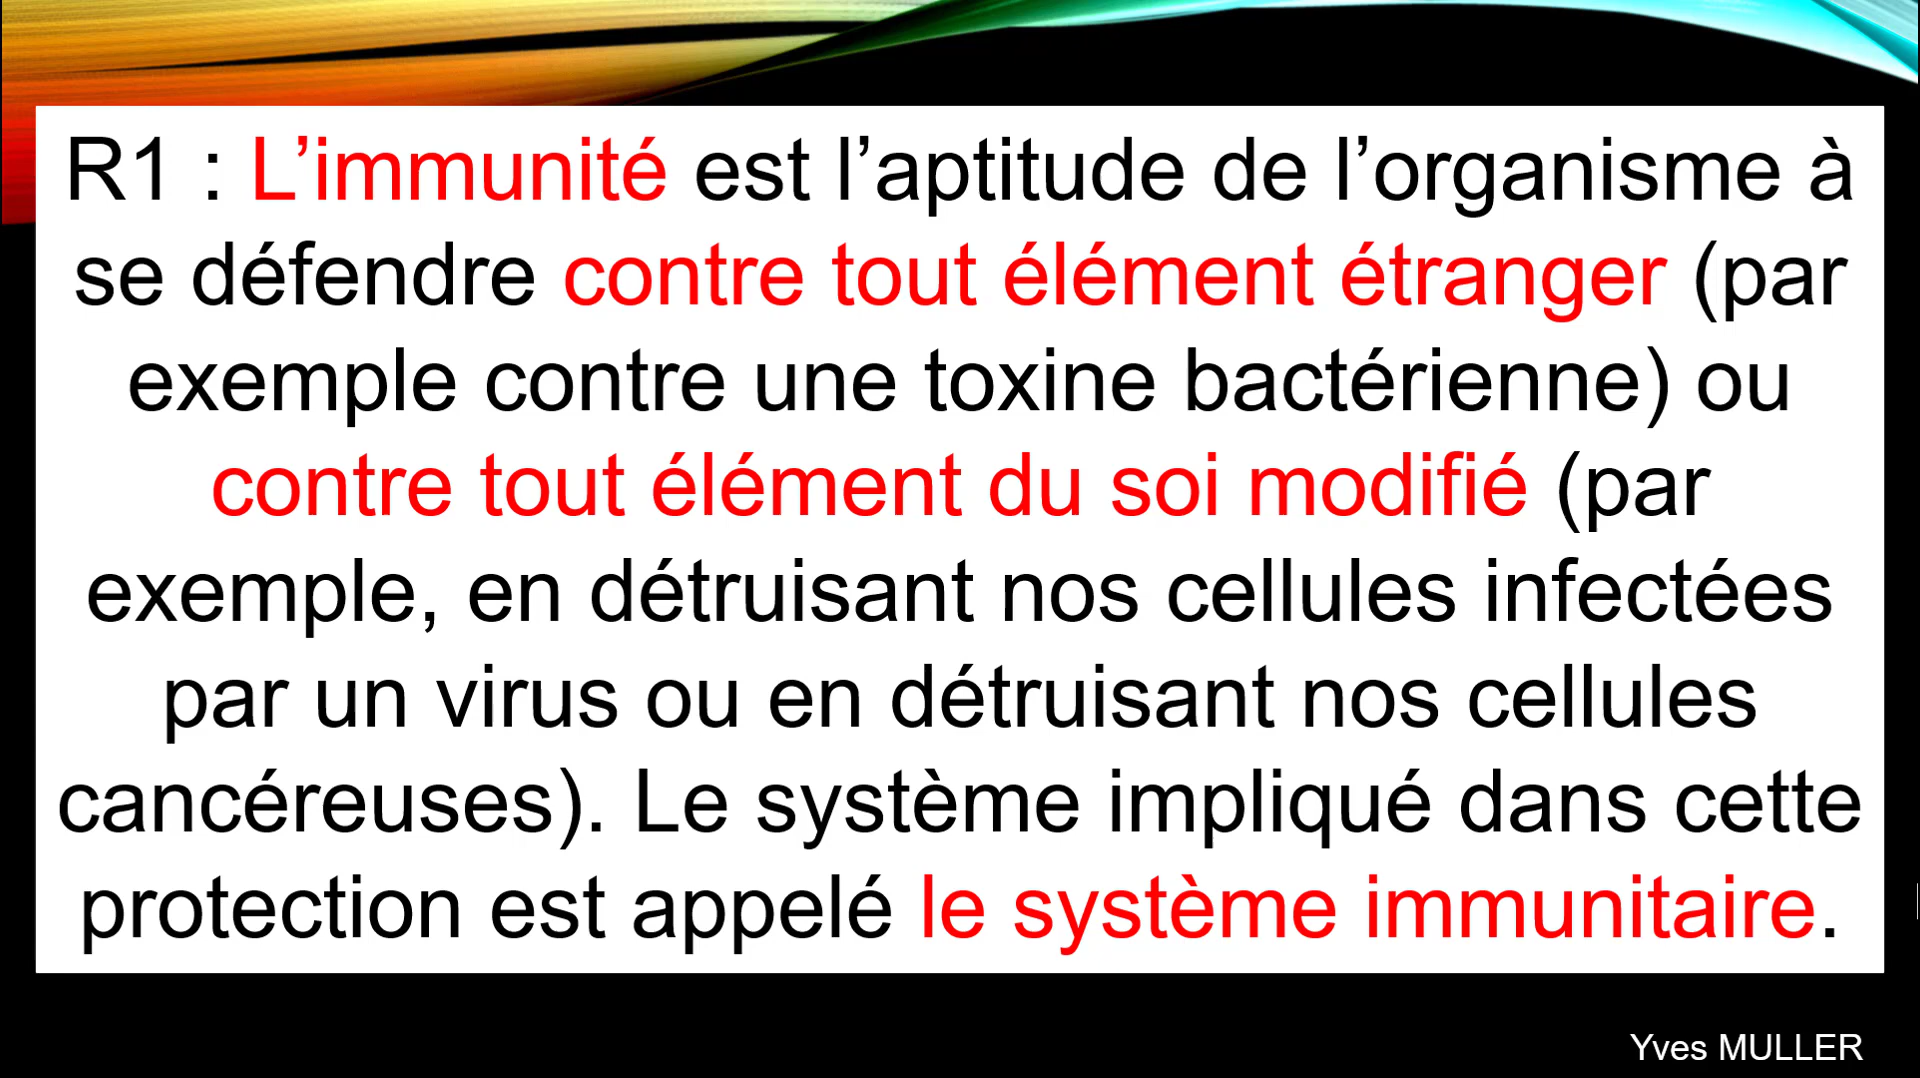 R1 : L’immunité est l’aptitude de l’organisme à
se défendre contre tout élément étranger (par
exemple contre une toxine bactérienne) ou
contre tout élément du soi modifié (par
exemple, en détruisant nos cellules infectées
par un virus ou en détruisant nos cellules
cancéreuses). Le système impliqué dans cette
protection est appelé le système immunitaire.
Yves MULLER